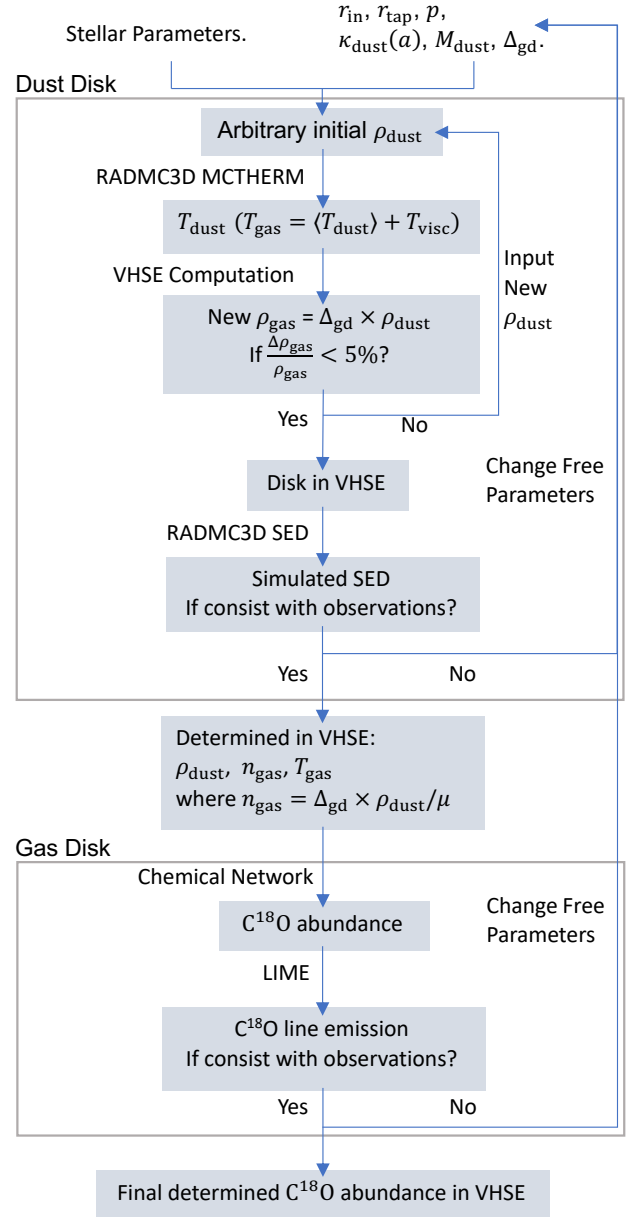 Stellar Parameters.
r_in, r_tap, p,
κ_dust(a), M_dust, Δ_gd.
Dust Disk
Arbitrary initial ρ_dust
RADMC3D MCTHERM
T_dust (T_gas = ⟨T_dust⟩ + T_visc)
VHSE Computation
Input
New
ρ_dust
New ρ_gas = Δ_gd × ρ_dust
If Δρ_gas/ρ_gas < 5%?
Yes
No
Disk in VHSE
Change Free
Parameters
RADMC3D SED
Simulated SED
If consist with observations?
Yes
No
Determined in VHSE:
ρ_dust, n_gas, T_gas
where n_gas = Δ_gd × ρ_dust/μ
Gas Disk
Chemical Network
Change Free
Parameters
C¹⁸O abundance
LIME
C¹⁸O line emission
If consist with observations?
Yes
No
Final determined C¹⁸O abundance in VHSE